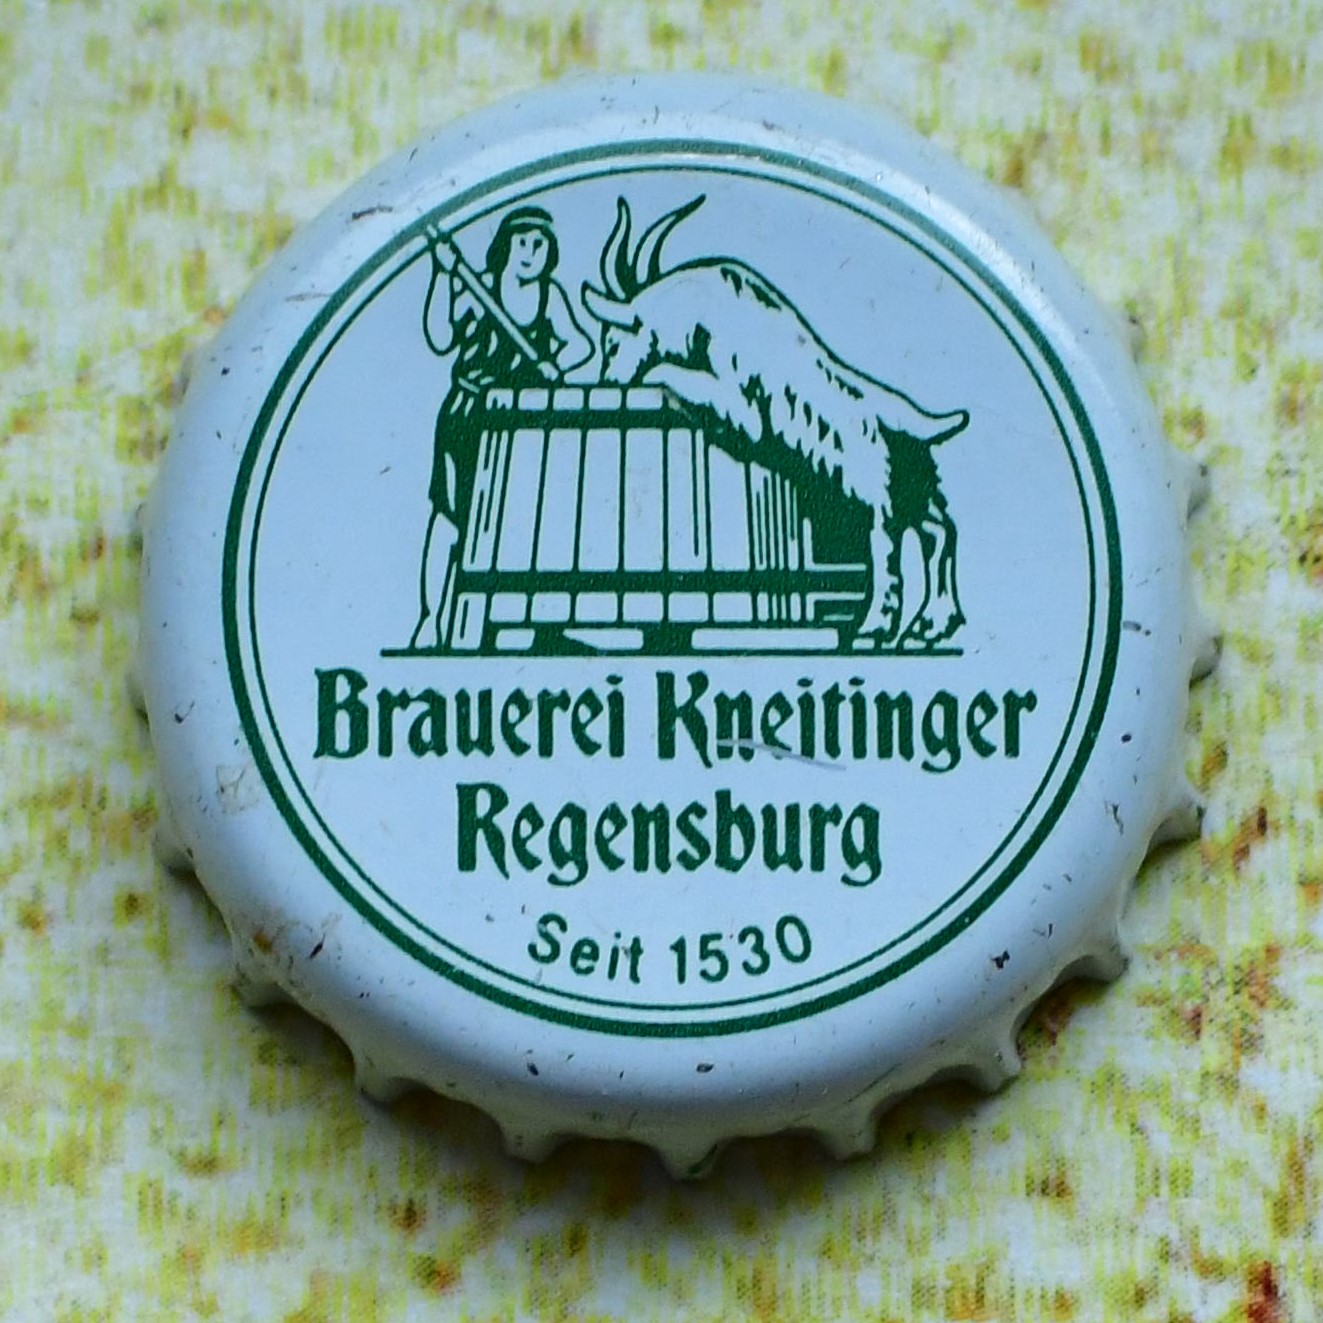 Brauerei Kneitinger
Regensburg
Seit 1530